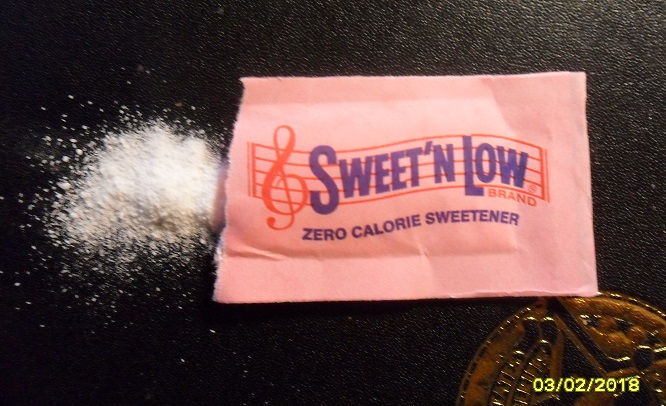 SWEET'N LOW®
BRAND
ZERO CALORIE SWEETENER
03/02/2018